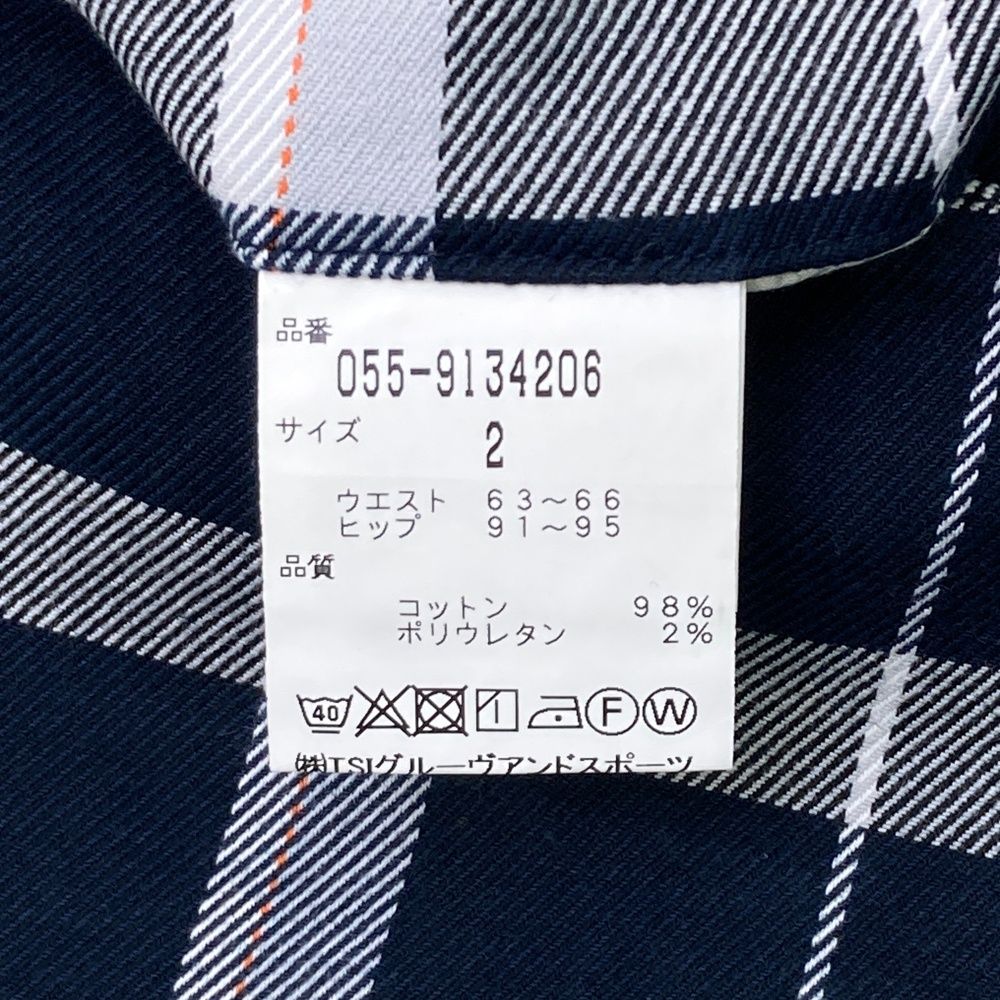 品番
055-9134206
サイズ 2
ウエスト 63～66
ヒップ 91～95
品質
コットン 98%
ポリウレタン 2%
40 F W
㈱TSIグルーヴアンドスポーツ